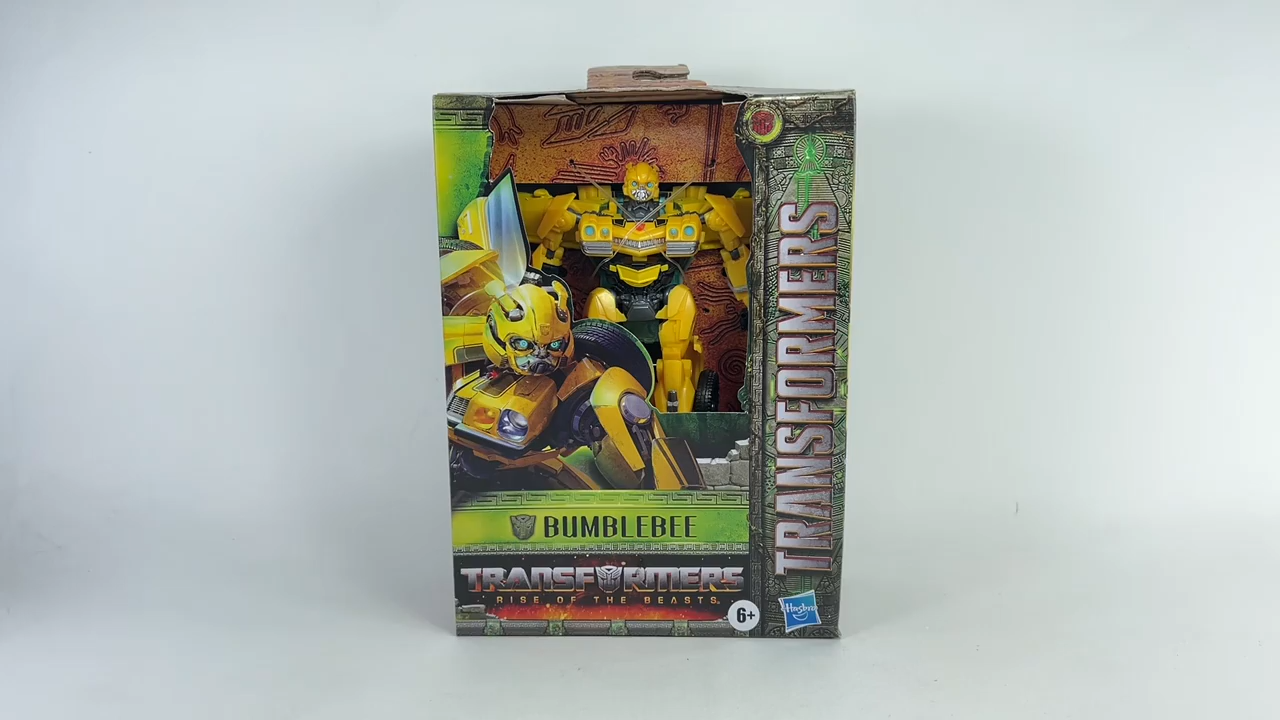 BUMBLEBEE
TRANSFORMERS
RISE OF THE BEASTS
6+
TRANSFORMERS
Hasbro